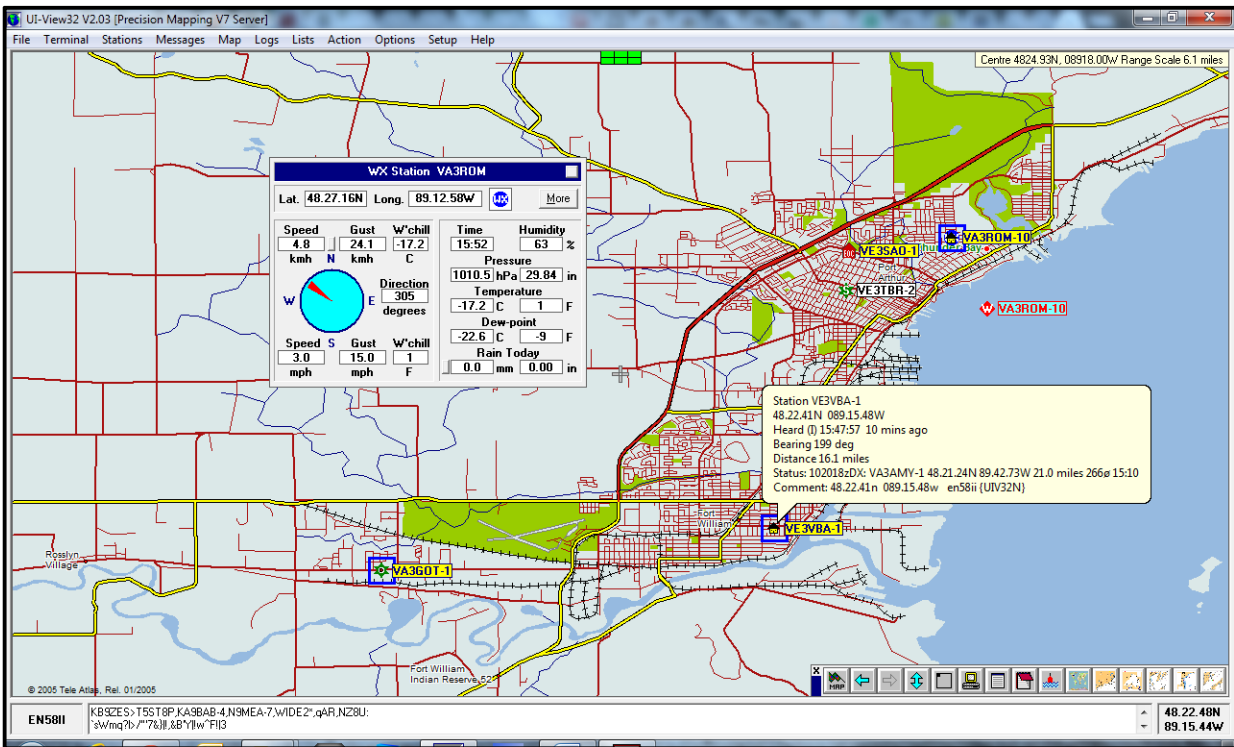 UI-View32 V2.03 [Precision Mapping V7 Server]
File Terminal Stations Messages Map Logs Lists Action Options Setup Help
Centre 4824.93N, 08918.00W Range Scale 6.1 miles
WX Station VA3ROM
Lat. 48.27.16N Long. 89.12.58W WX More
Speed Gust W'chill
4.8 24.1 -17.2
kmh kmh C
N
W E
S
Direction
305
degrees
Speed Gust W'chill
3.0 15.0 1
mph mph F
Time Humidity
15:52 63 %
Pressure
1010.5 hPa 29.84 in
Temperature
-17.2 C 1 F
Dew-point
-22.6 C -9 F
Rain Today
0.0 mm 0.00 in
VA3ROM-10
VE3SAO-1
Bay
Port
Arthur
VE3TBR-2
W VA3ROM-10
Station VE3VBA-1
48.22.41N 089.15.48W
Heard (I) 15:47:57 10 mins ago
Bearing 199 deg
Distance 16.1 miles
Status: 102018zDX: VA3AMY-1 48.21.24N 89.42.73W 21.0 miles 266ø 15:10
Comment: 48.22.41n 089.15.48w en58ii {UIV32N}
Fort
William
VE3VBA-1
Rosslyn
Village
VA3GOT-1
Fort William
Indian Reserve 52
© 2005 Tele Atlas, Rel. 01/2005
MAP
EN58II
KB9ZES>T5ST8P,KA9BAB-4,N9MEA-7,WIDE2*,qAR,NZ8U:
48.22.48N
89.15.44W